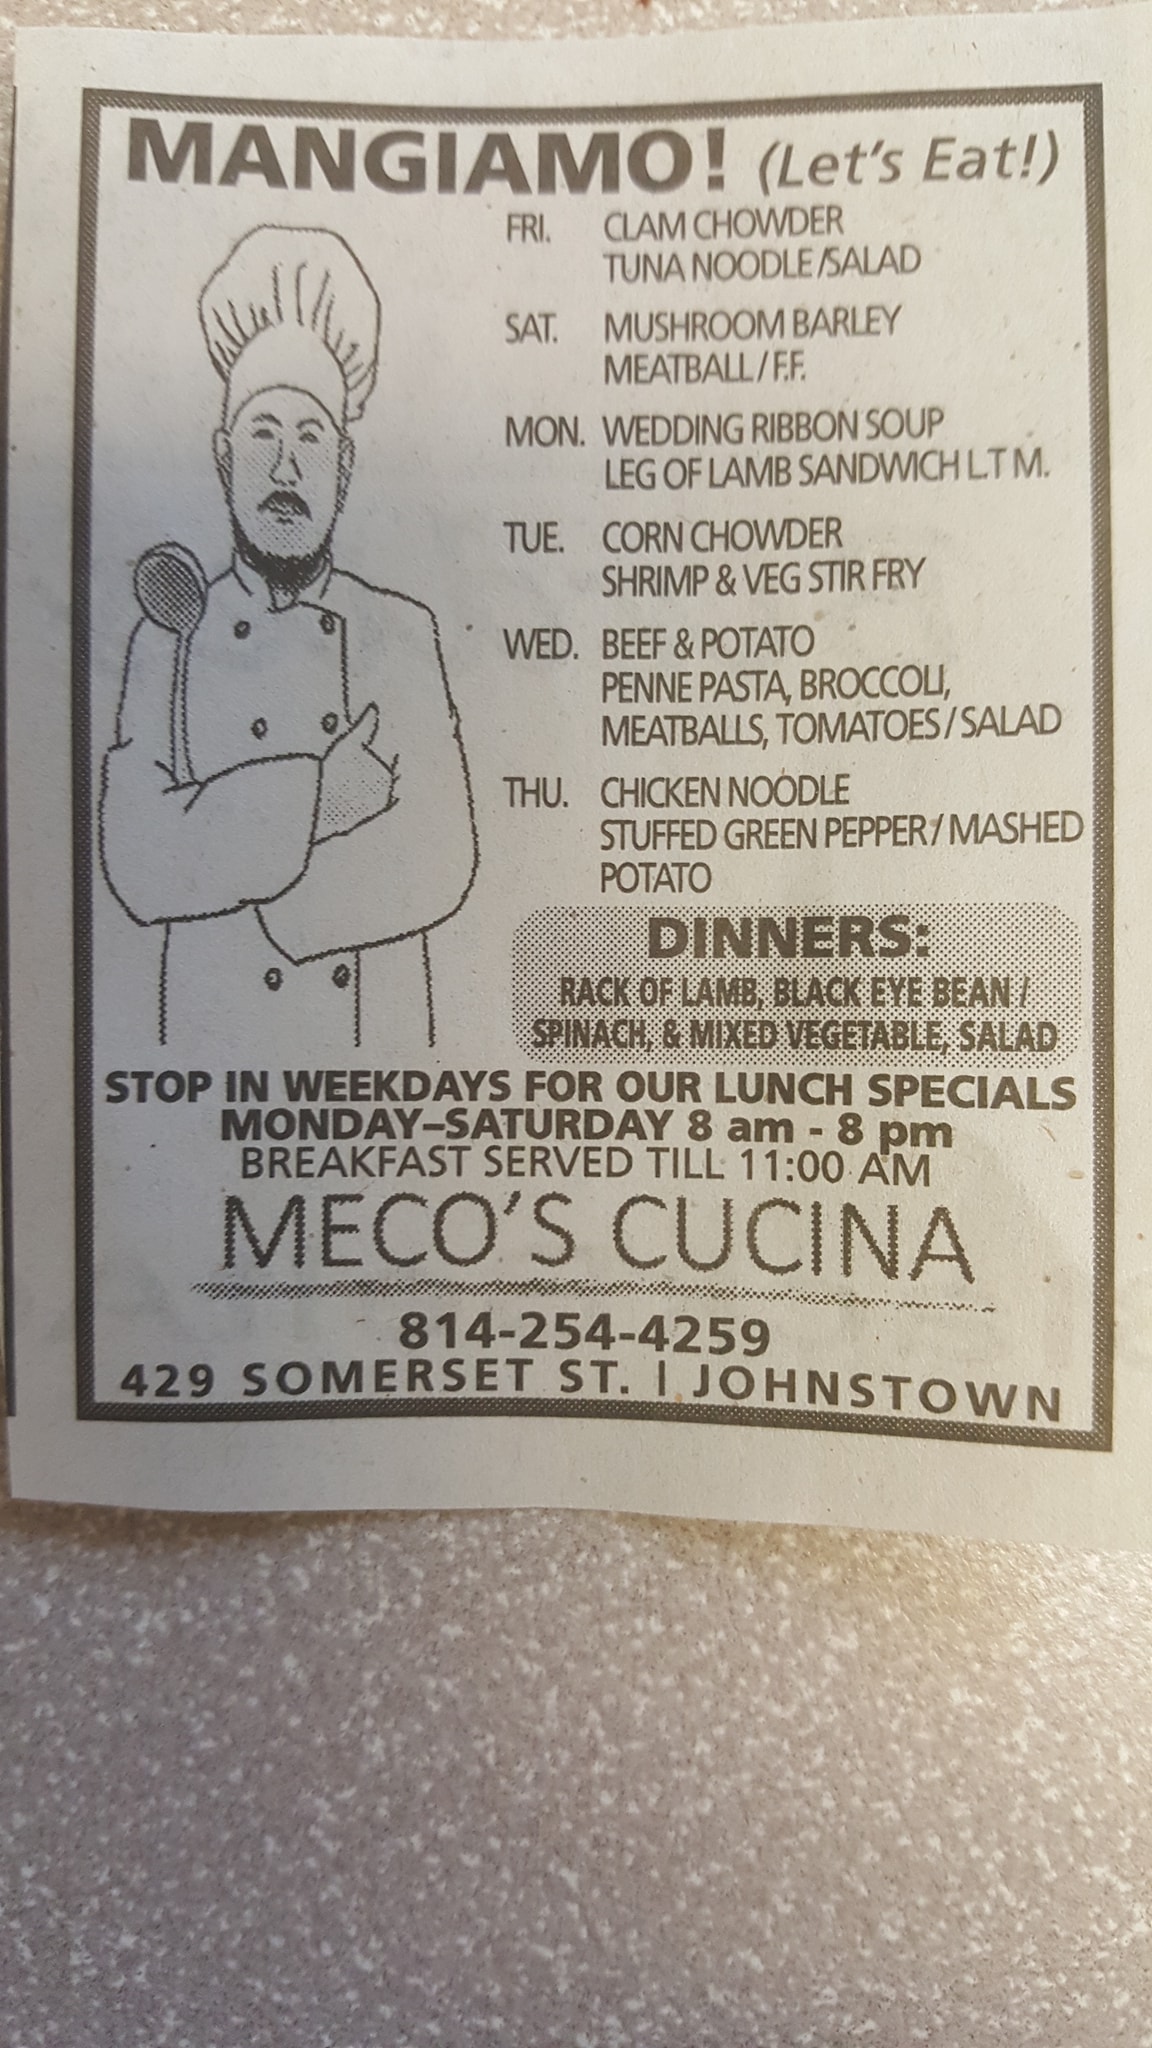 MANGIAMO! (Let's Eat!)
FRI. CLAM CHOWDER
TUNA NOODLE/SALAD
SAT. MUSHROOM BARLEY
MEATBALL / F.F.
MON. WEDDING RIBBON SOUP
LEG OF LAMB SANDWICH L.T M.
TUE. CORN CHOWDER
SHRIMP & VEG STIR FRY
WED. BEEF & POTATO
PENNE PASTA, BROCCOLI,
MEATBALLS, TOMATOES / SALAD
THU. CHICKEN NOODLE
STUFFED GREEN PEPPER / MASHED
POTATO
DINNERS:
RACK OF LAMB, BLACK EYE BEAN /
SPINACH, & MIXED VEGETABLE, SALAD
STOP IN WEEKDAYS FOR OUR LUNCH SPECIALS
MONDAY–SATURDAY 8 am - 8 pm
BREAKFAST SERVED TILL 11:00 AM
MECO'S CUCINA
814-254-4259
429 SOMERSET ST. | JOHNSTOWN